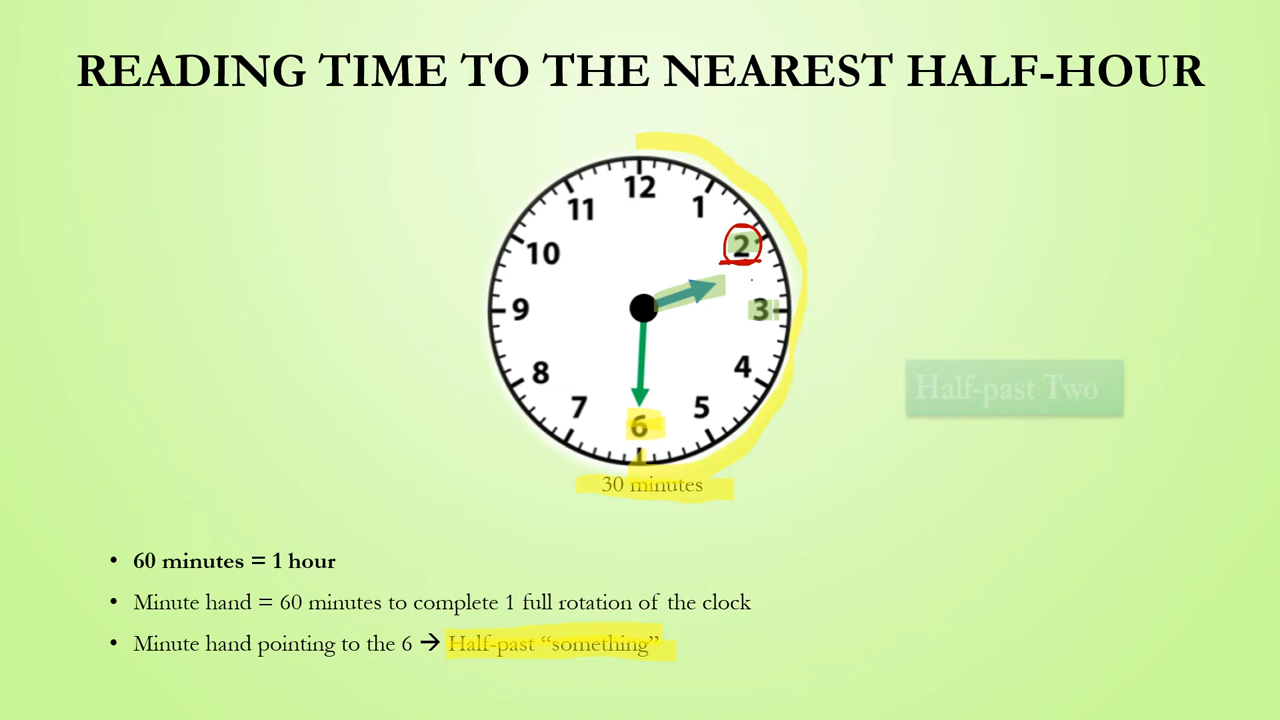 READING TIME TO THE NEAREST HALF-HOUR
12
11 1
10 2
9 3
8 4
7 5
6
30 minutes
Half-past Two
• 60 minutes = 1 hour
• Minute hand = 60 minutes to complete 1 full rotation of the clock
• Minute hand pointing to the 6 → Half-past “something”